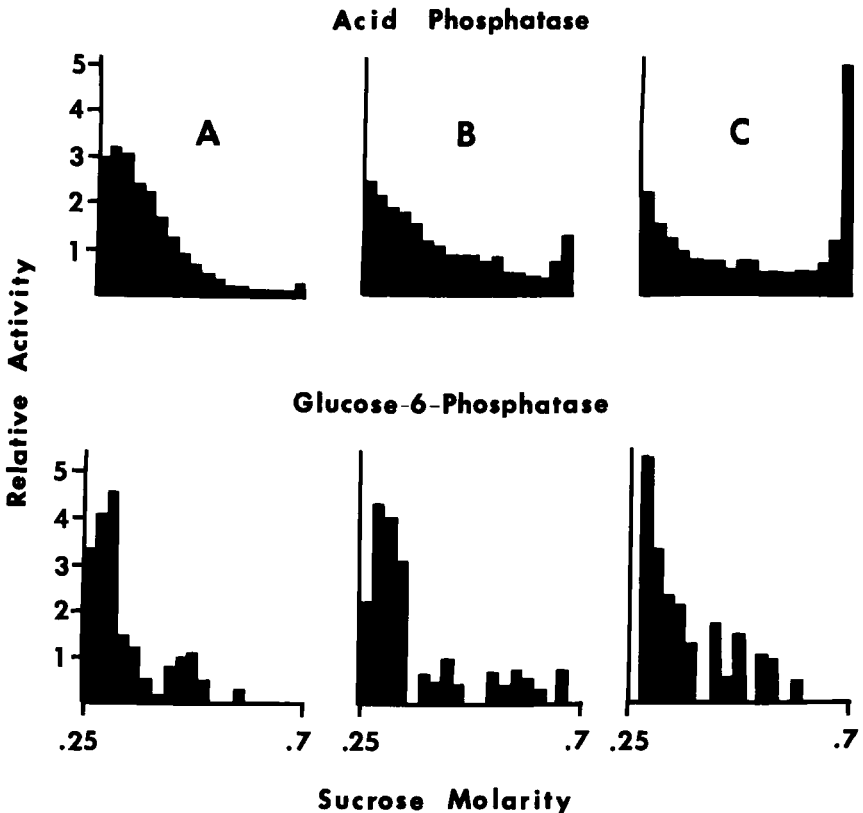 Acid Phosphatase
5
4
3
2
1
A
B
C
Relative Activity
Glucose-6-Phosphatase
5
4
3
2
1
.25 .7
.25 .7
.25 .7
Sucrose Molarity